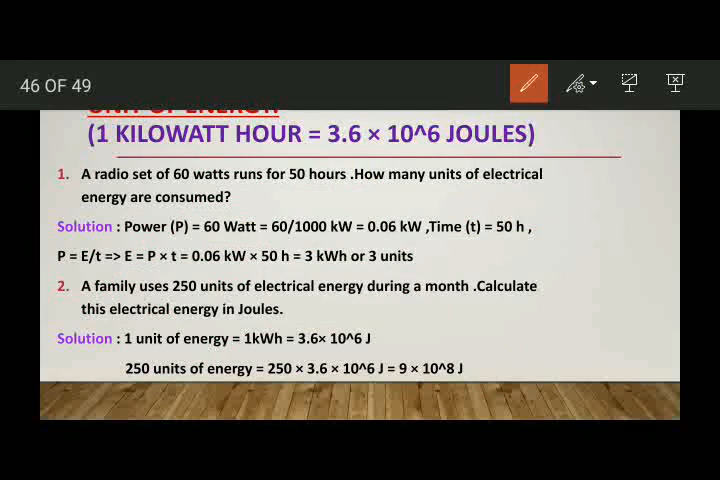 46 OF 49
UNIT OF ENERGY
(1 KILOWATT HOUR = 3.6 × 10^6 JOULES)
1. A radio set of 60 watts runs for 50 hours .How many units of electrical
energy are consumed?
Solution : Power (P) = 60 Watt = 60/1000 kW = 0.06 kW ,Time (t) = 50 h ,
P = E/t => E = P × t = 0.06 kW × 50 h = 3 kWh or 3 units
2. A family uses 250 units of electrical energy during a month .Calculate
this electrical energy in Joules.
Solution : 1 unit of energy = 1kWh = 3.6× 10^6 J
250 units of energy = 250 × 3.6 × 10^6 J = 9 × 10^8 J